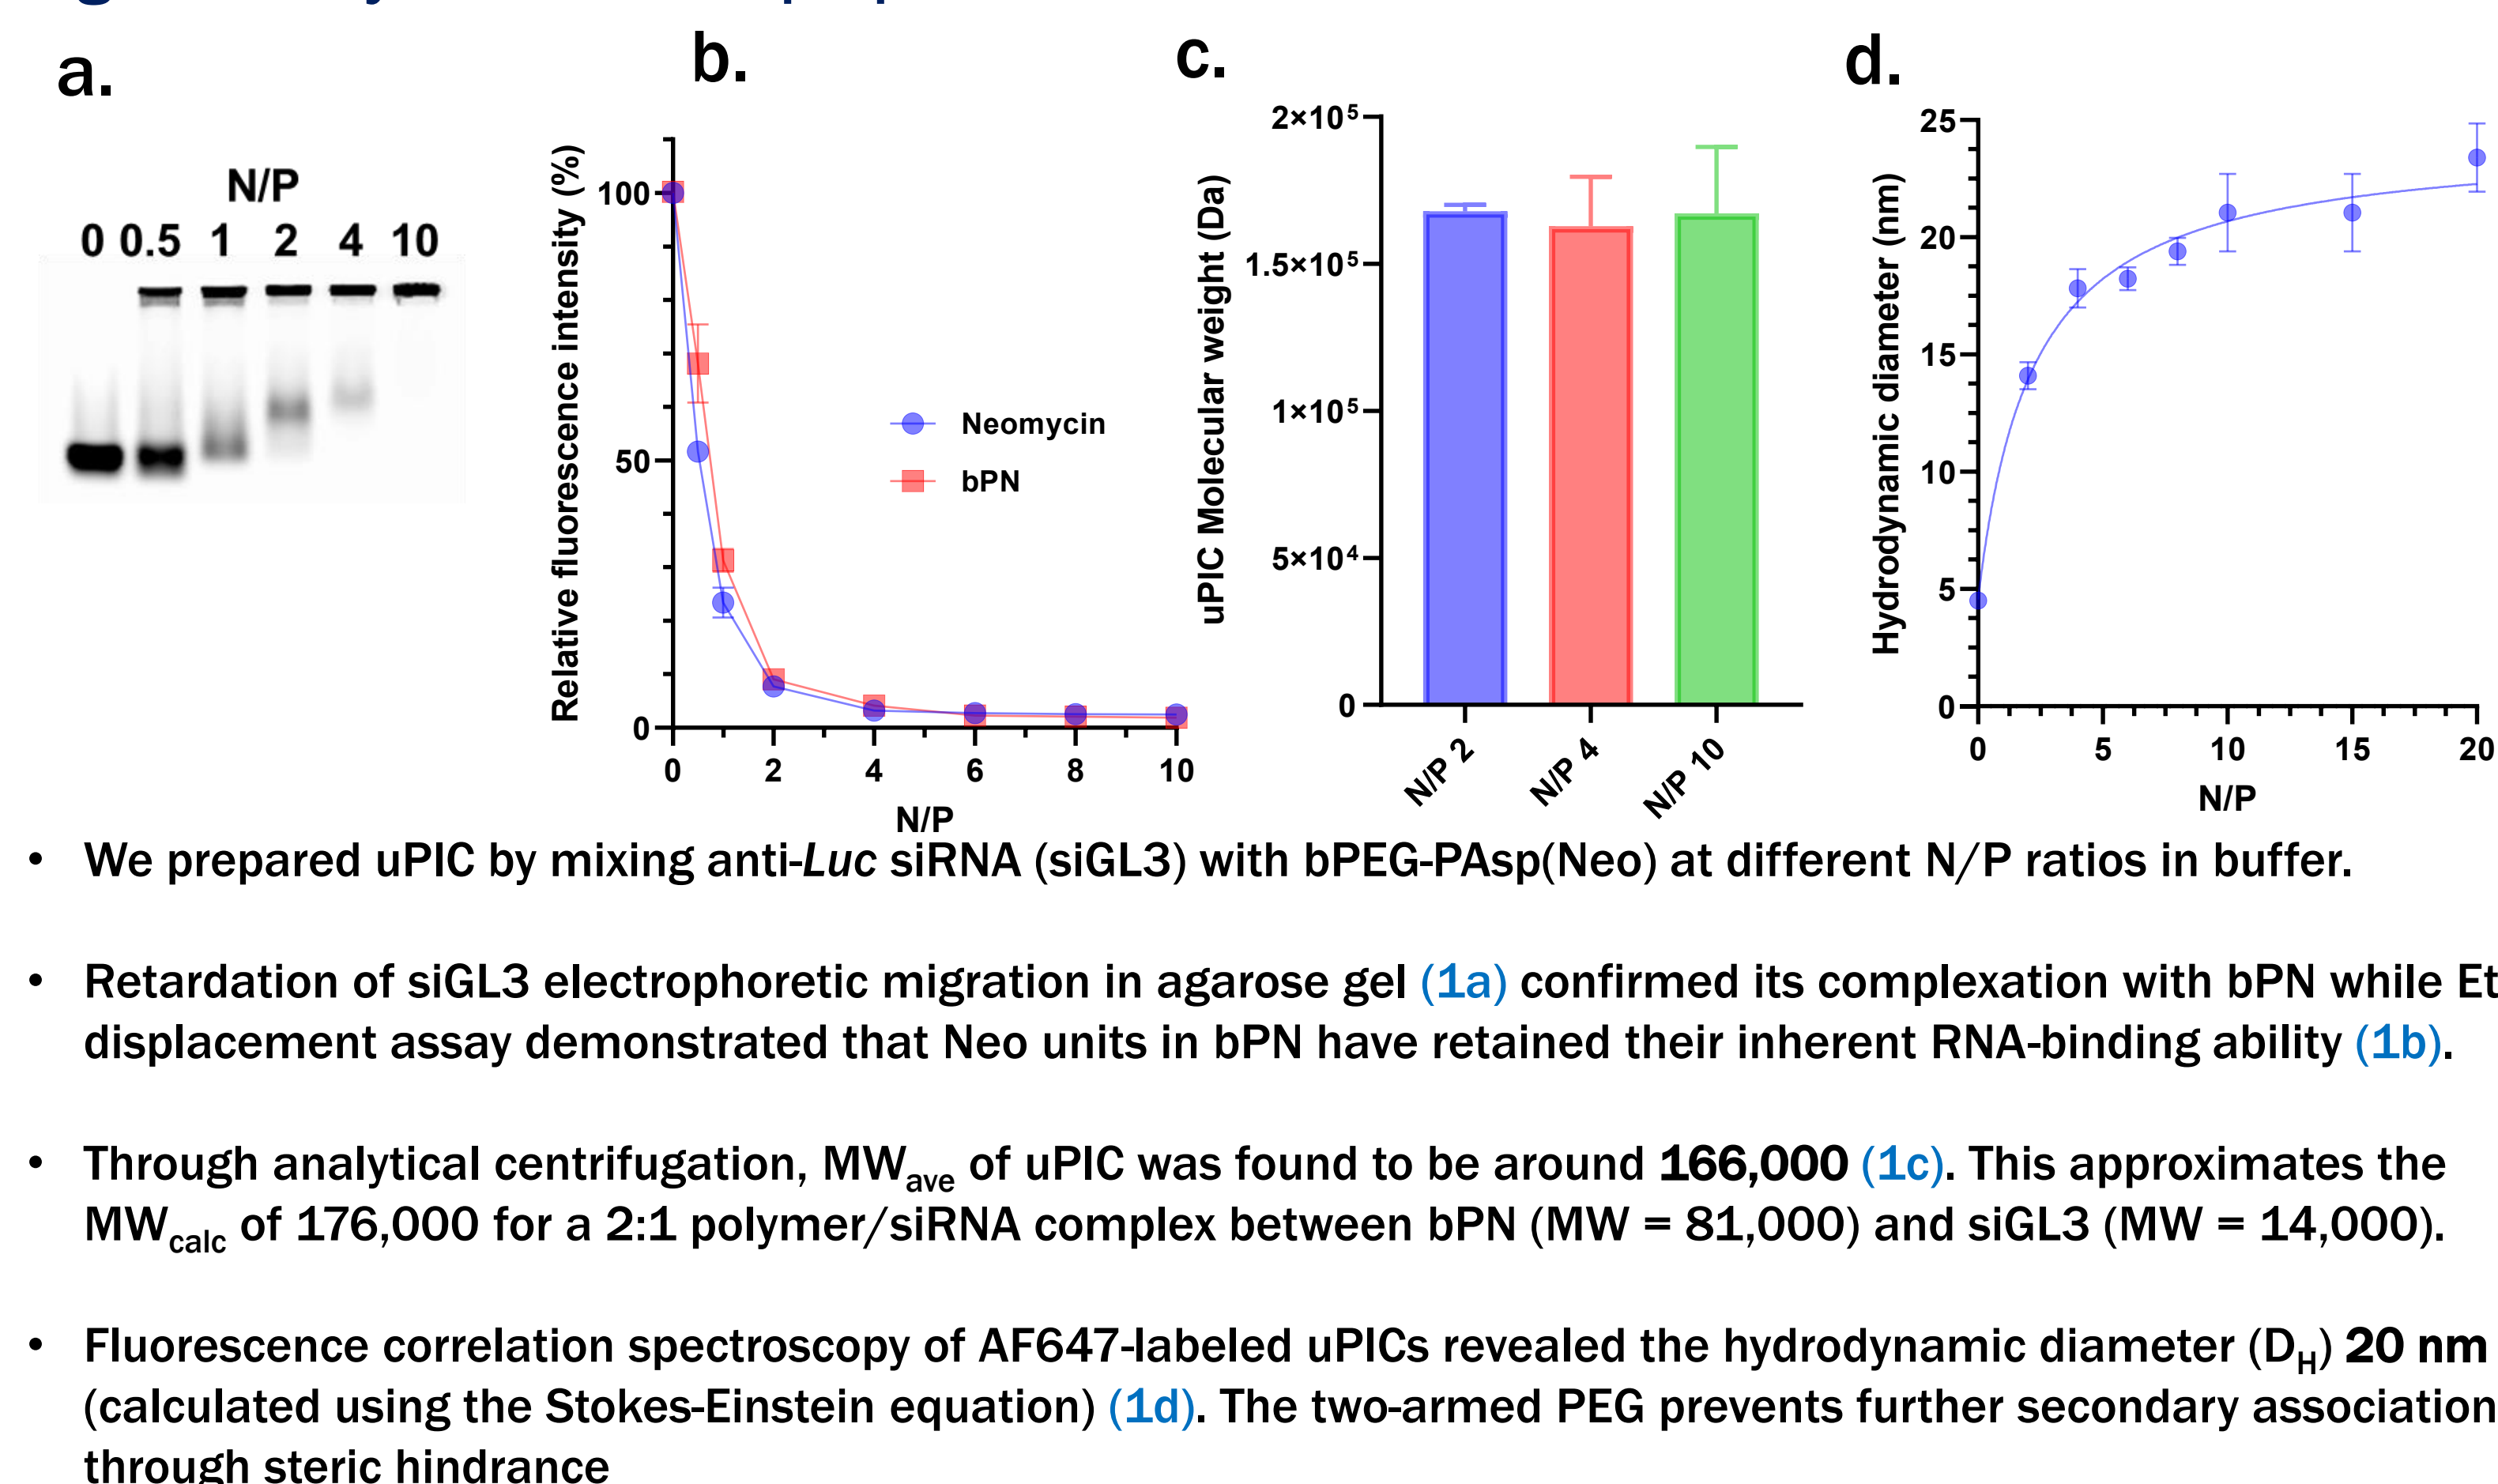 a.
N/P
0 0.5 1 2 4 10
b.
Relative fluorescence intensity (%)
100
50
0
Neomycin
bPN
0 2 4 6 8 10
N/P
c.
uPIC Molecular weight (Da)
2×10⁵
1.5×10⁵
1×10⁵
5×10⁴
0
N/P 2
N/P 4
N/P 10
d.
Hydrodynamic diameter (nm)
25
20
15
10
5
0
0 5 10 15 20
N/P
• We prepared uPIC by mixing anti-Luc siRNA (siGL3) with bPEG-PAsp(Neo) at different N/P ratios in buffer.
• Retardation of siGL3 electrophoretic migration in agarose gel (1a) confirmed its complexation with bPN while Et
displacement assay demonstrated that Neo units in bPN have retained their inherent RNA-binding ability (1b).
• Through analytical centrifugation, MWave of uPIC was found to be around 166,000 (1c). This approximates the
MWcalc of 176,000 for a 2:1 polymer/siRNA complex between bPN (MW = 81,000) and siGL3 (MW = 14,000).
• Fluorescence correlation spectroscopy of AF647-labeled uPICs revealed the hydrodynamic diameter (DH) 20 nm
(calculated using the Stokes-Einstein equation) (1d). The two-armed PEG prevents further secondary association
through steric hindrance